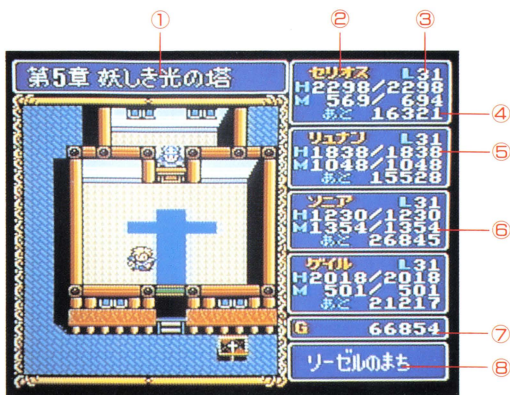 ① ② ③
第5章 妖しき光の塔
セリオス L31
H2298/2298
M 569/ 694
あと 16321
④
リュナン L31
H1838/1838
⑤
M1048/1048
あと 15528
ソニア L31
H1230/1230
M1354/1354
⑥
あと 26845
ゲイル L31
H2018/2018
M 501/ 501
あと 21217
G 66854
⑦
リーゼルのまち
⑧